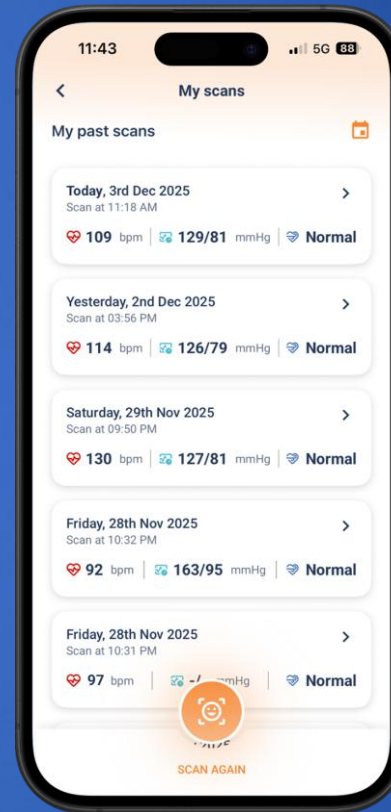 11:43
5G 88
My scans
My past scans
Today, 3rd Dec 2025
Scan at 11:18 AM
109 bpm 129/81 mmHg Normal
Yesterday, 2nd Dec 2025
Scan at 03:56 PM
114 bpm 126/79 mmHg Normal
Saturday, 29th Nov 2025
Scan at 09:50 PM
130 bpm 127/81 mmHg Normal
Friday, 28th Nov 2025
Scan at 10:32 PM
92 bpm 163/95 mmHg Normal
Friday, 28th Nov 2025
Scan at 10:31 PM
97 bpm -/ mmHg Normal
SCAN AGAIN